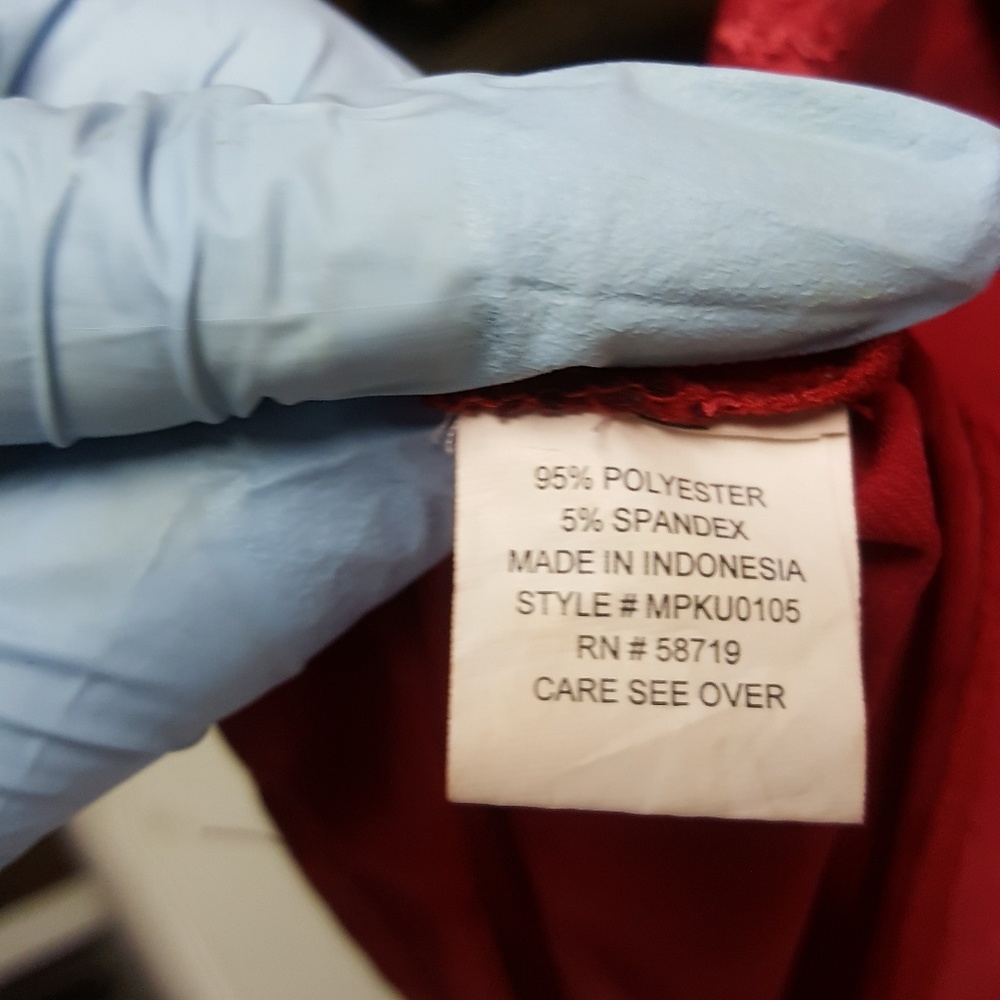 95% POLYESTER
5% SPANDEX
MADE IN INDONESIA
STYLE # MPKU0105
RN # 58719
CARE SEE OVER